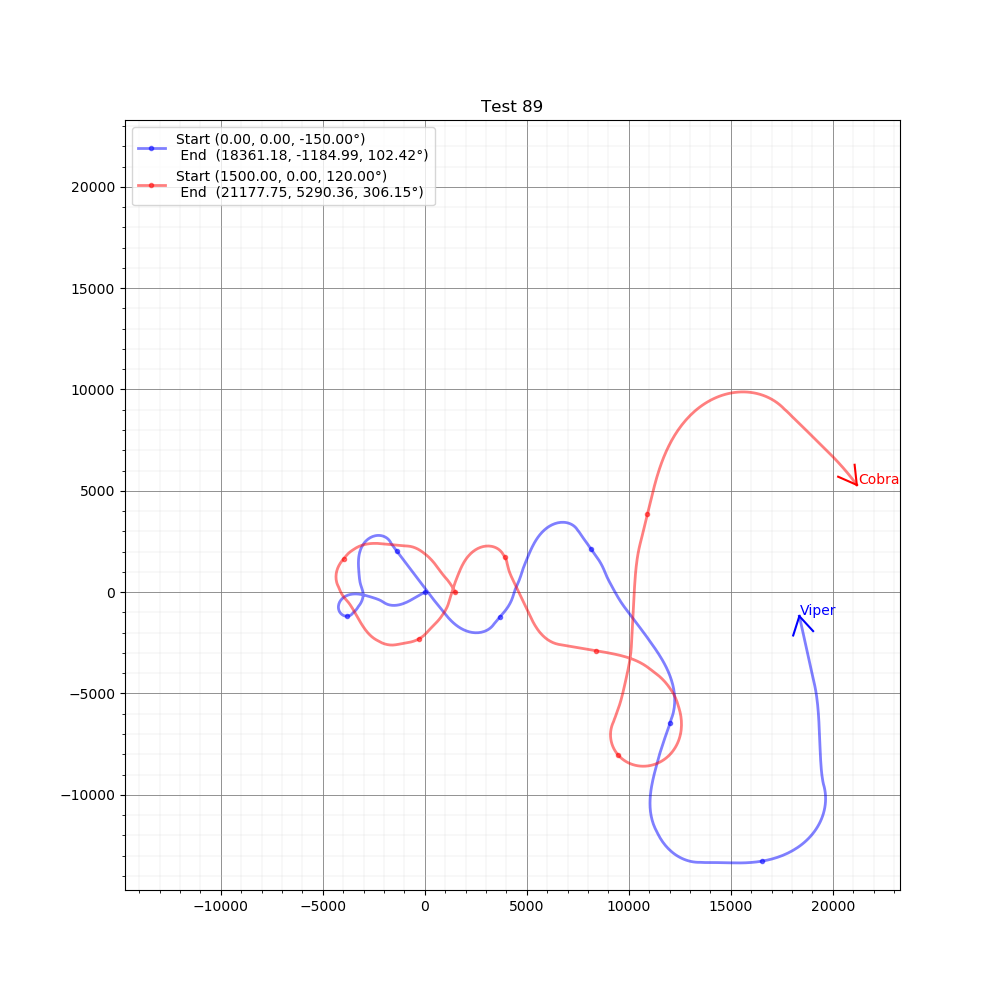 Test 89
Start (0.00, 0.00, -150.00°)
End  (18361.18, -1184.99, 102.42°)
Start (1500.00, 0.00, 120.00°)
End  (21177.75, 5290.36, 306.15°)
20000
15000
10000
5000
0
−5000
−10000
Cobra
Viper
−10000
−5000
0
5000
10000
15000
20000